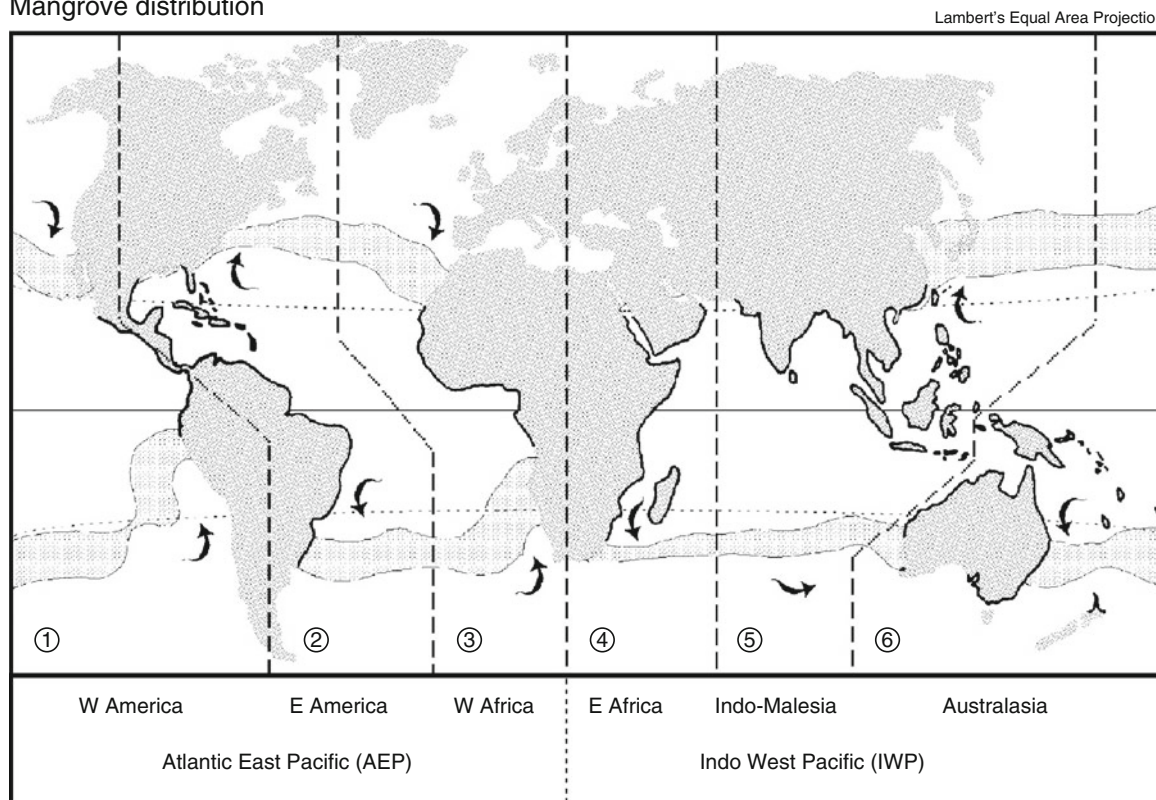 Mangrove distribution
Lambert's Equal Area Projectio
① ② ③ ④ ⑤ ⑥
W America E America W Africa E Africa Indo-Malesia Australasia
Atlantic East Pacific (AEP) Indo West Pacific (IWP)